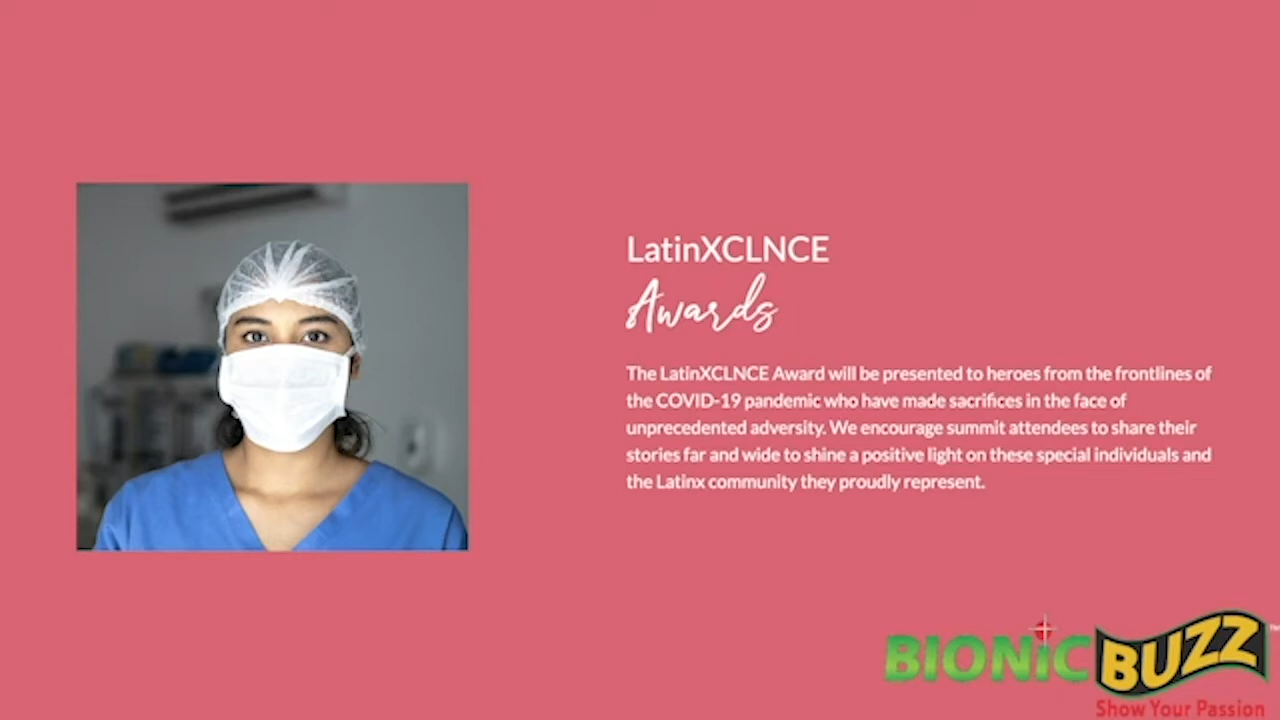 LatinXCLNCE
Awards
The LatinXCLNCE Award will be presented to heroes from the frontlines of
the COVID-19 pandemic who have made sacrifices in the face of
unprecedented adversity. We encourage summit attendees to share their
stories far and wide to shine a positive light on these special individuals and
the Latinx community they proudly represent.
BIONiC BUZZ
Show Your Passion